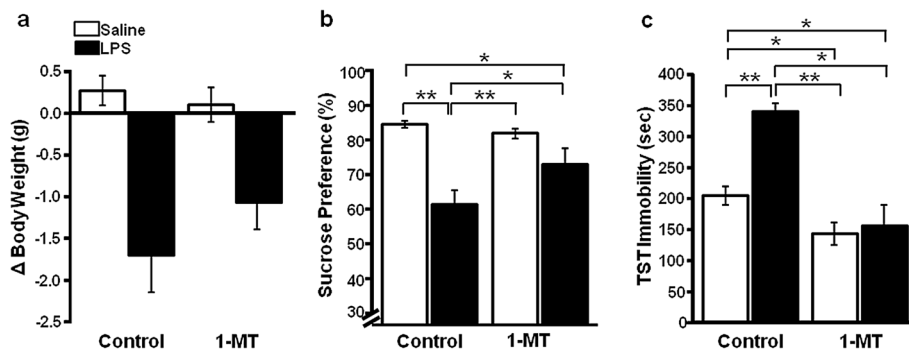 a
Saline
LPS
Δ Body Weight (g)
0.5
0.0
-0.5
-1.0
-1.5
-2.0
-2.5
Control
1-MT
b
Sucrose Preference (%)
100
90
80
70
60
50
40
30
*
*
**
**
Control
1-MT
c
TST Immobility (sec)
400
350
300
250
200
150
100
50
0
*
*
*
**
**
Control
1-MT